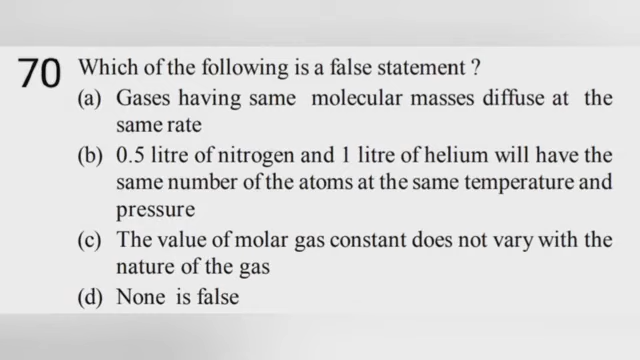 70 Which of the following is a false statement ?
(a) Gases having same molecular masses diffuse at the
same rate
(b) 0.5 litre of nitrogen and 1 litre of helium will have the
same number of the atoms at the same temperature and
pressure
(c) The value of molar gas constant does not vary with the
nature of the gas
(d) None is false